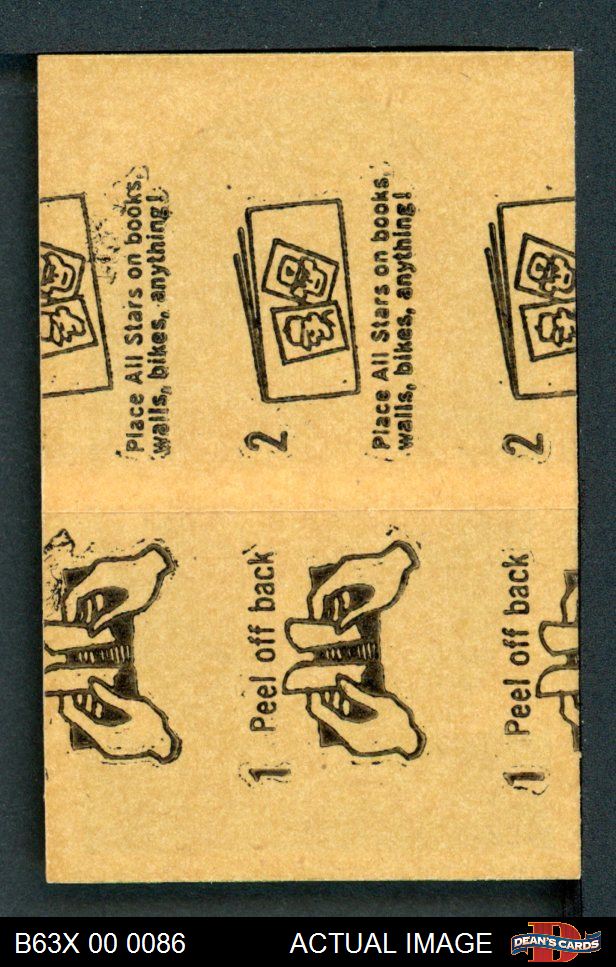 Place All Stars on books,
walls, bikes, anything!
2
Place All Stars on books,
walls, bikes, anything!
2
1 Peel off back
1 Peel off back
B63X 00 0086
ACTUAL IMAGE
DEAN'S CARDS